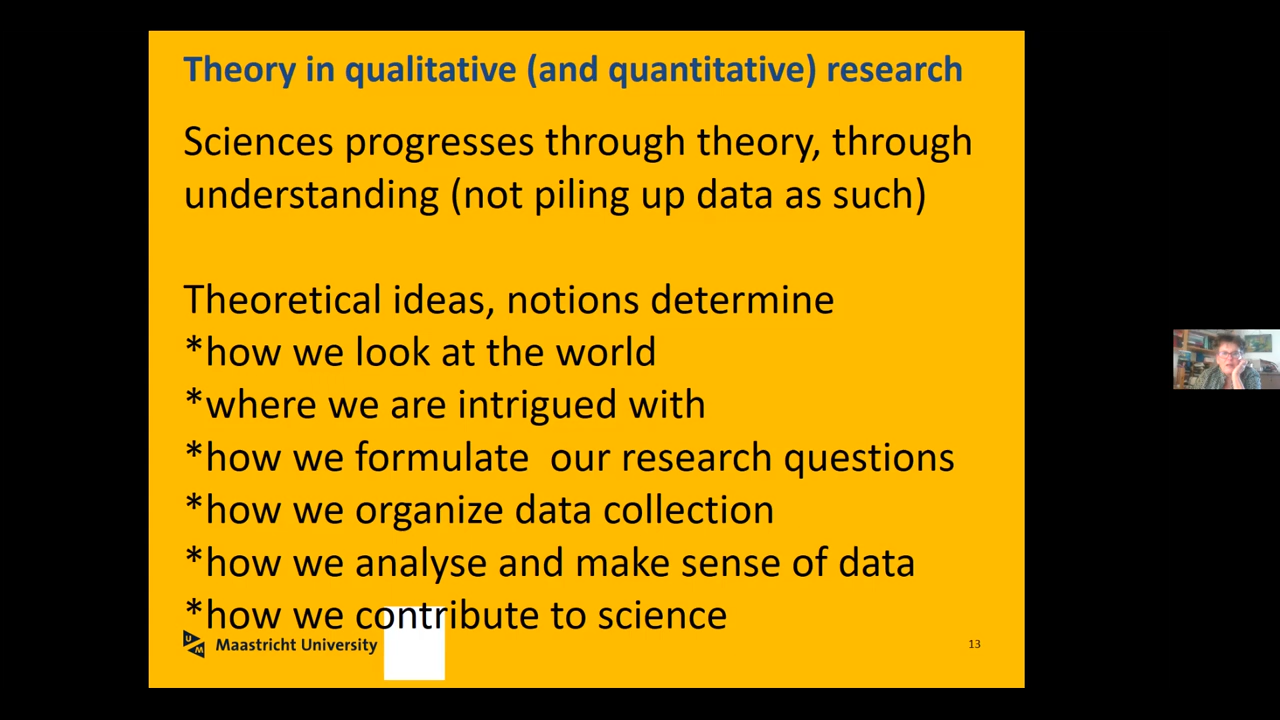 Theory in qualitative (and quantitative) research
Sciences progresses through theory, through
understanding (not piling up data as such)
Theoretical ideas, notions determine
*how we look at the world
*where we are intrigued with
*how we formulate  our research questions
*how we organize data collection
*how we analyse and make sense of data
*how we contribute to science
UM Maastricht University
13